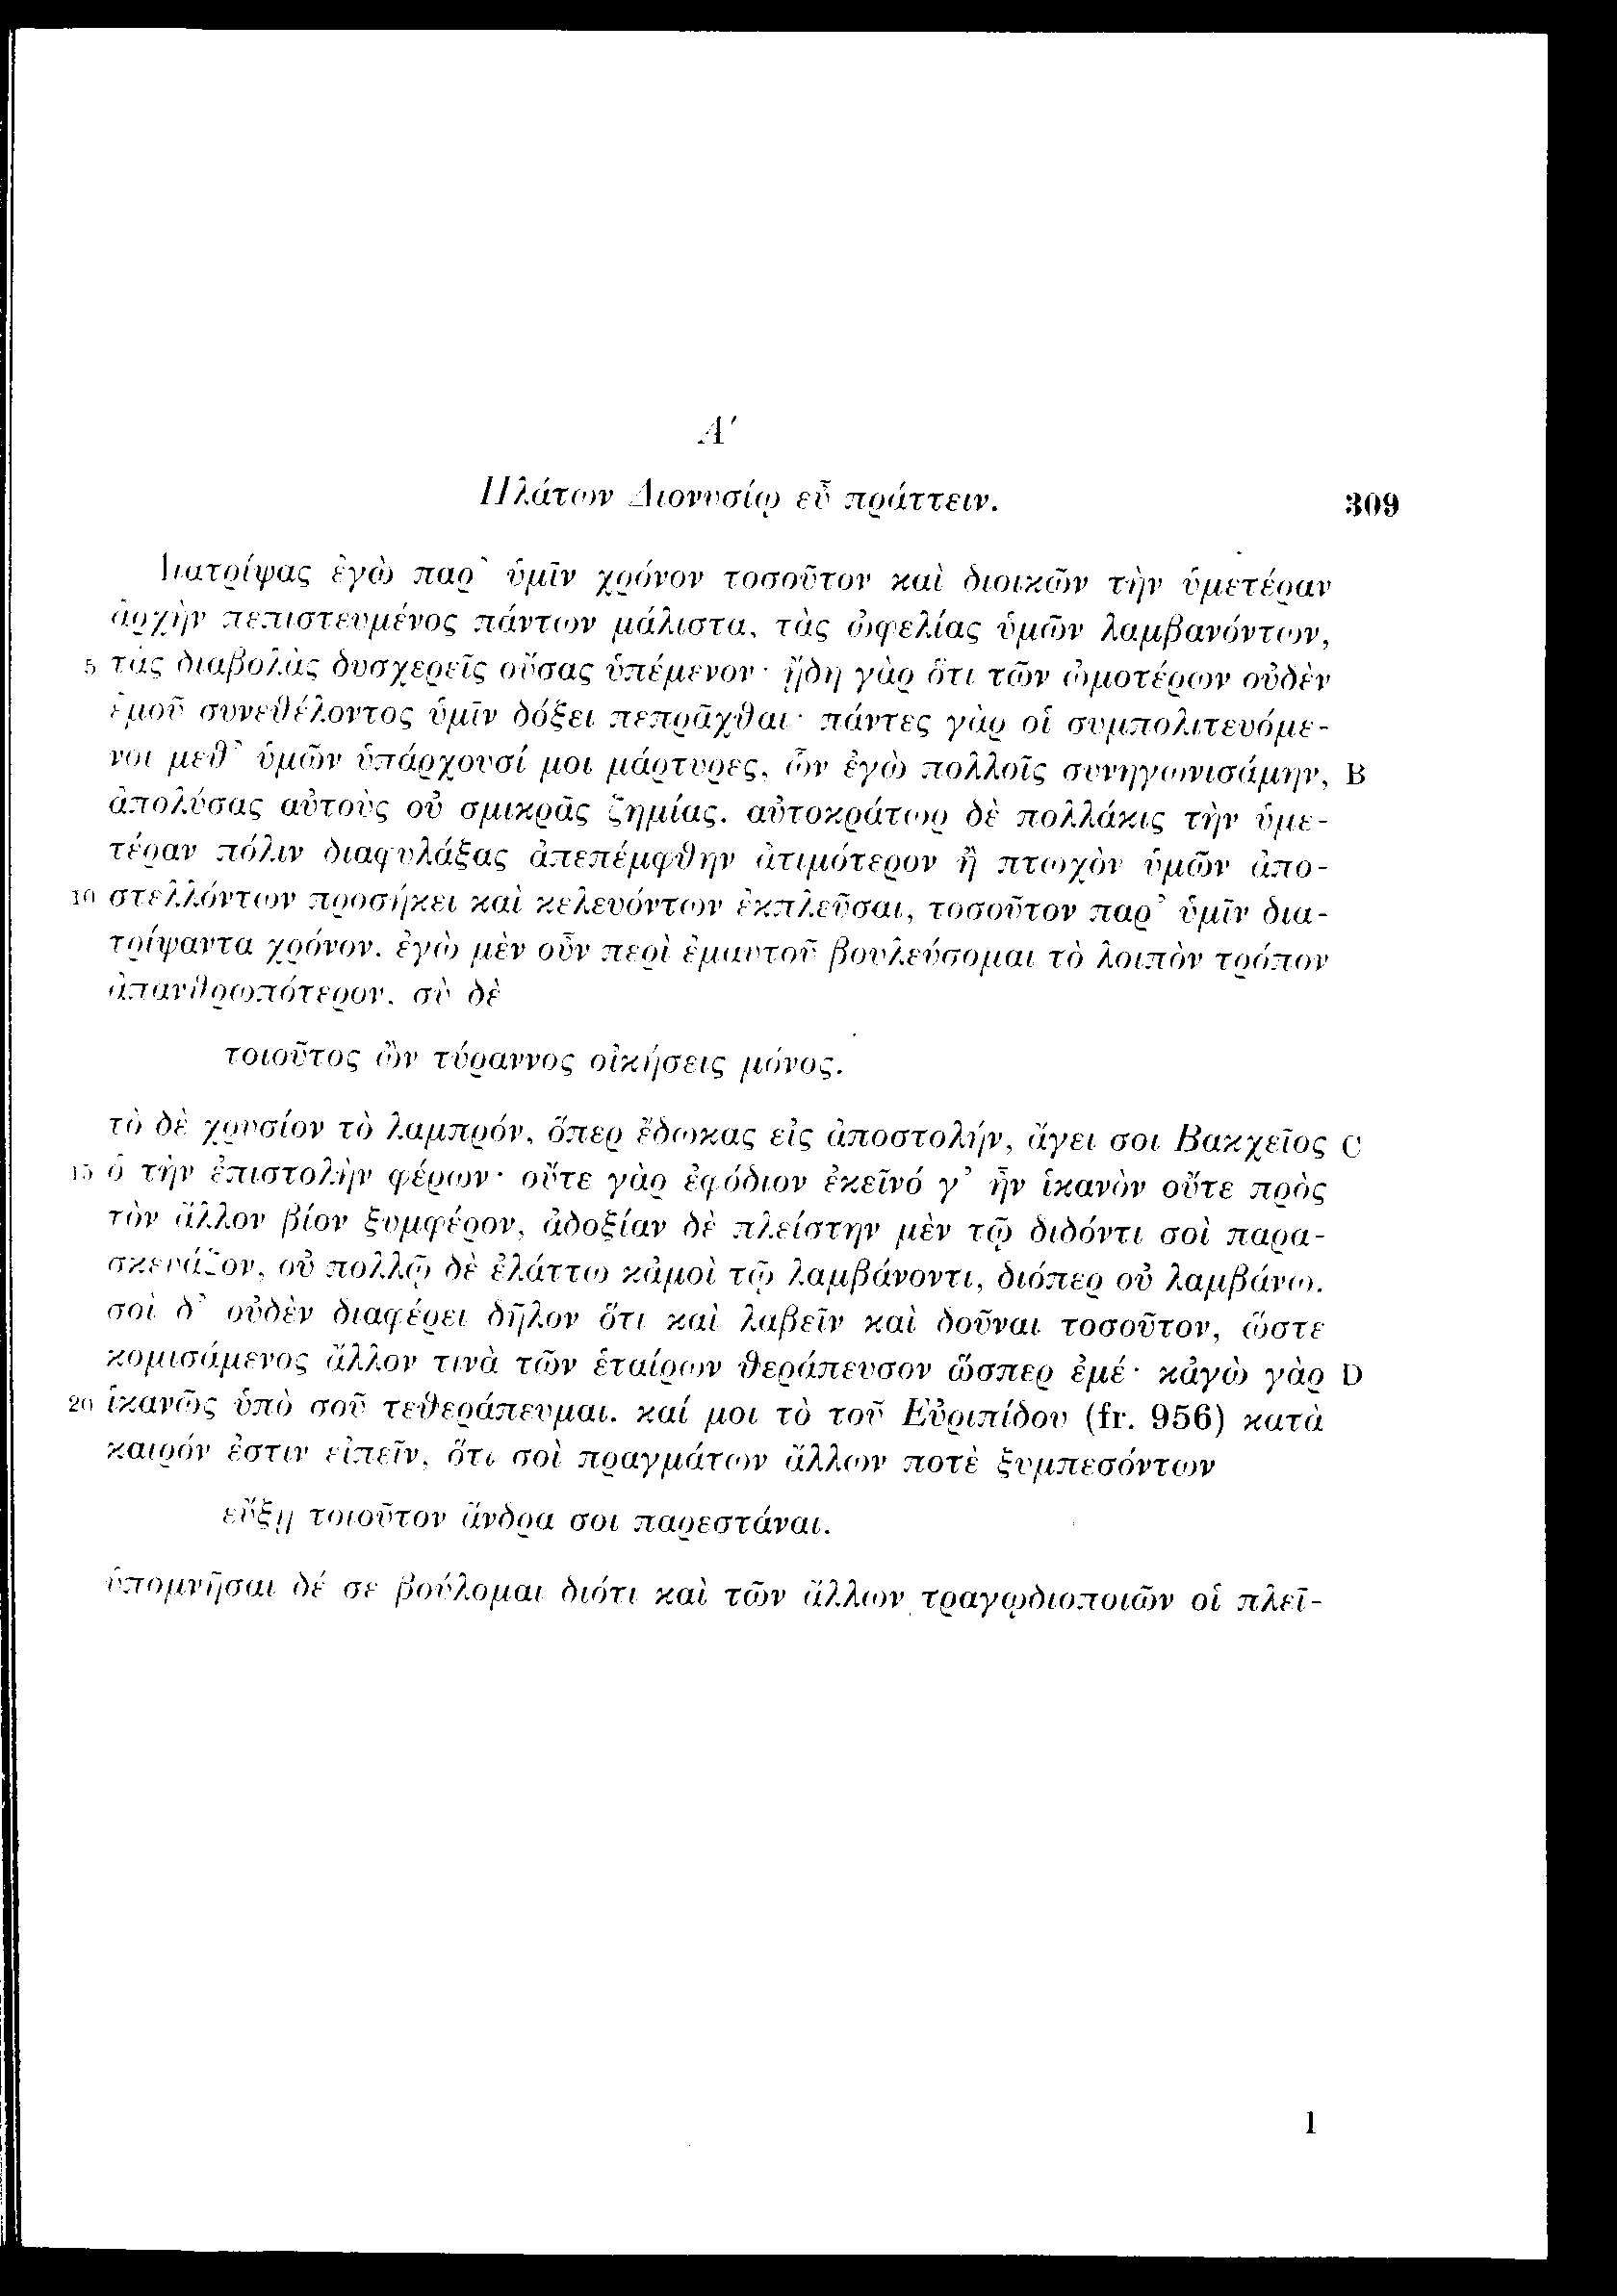 Α′
Πλάτων Διονυσίῳ εὖ πράττειν. 309
Διατρίψας ἐγὼ παρ’ ὑμῖν χρόνον τοσοῦτον καὶ διοικῶν τὴν ὑμετέραν
ἀρχὴν πεπιστευμένος πάντων μάλιστα, τὰς ὠφελίας ὑμῶν λαμβανόντων,
5 τὰς διαβολὰς δυσχερεῖς οὔσας ὑπέμενον· ᾔδη γὰρ ὅτι τῶν ὠμοτέρων οὐδὲν
ἐμοῦ συνεθέλοντος ὑμῖν δόξει πεπρᾶχθαι· πάντες γὰρ οἱ συμπολιτευόμε-
νοι μεθ’ ὑμῶν ὑπάρχουσί μοι μάρτυρες, ὧν ἐγὼ πολλοῖς συνηγωνισάμην, B
ἀπολύσας αὐτοὺς οὐ σμικρᾶς ζημίας. αὐτοκράτωρ δὲ πολλάκις τὴν ὑμε-
τέραν πόλιν διαφυλάξας ἀπεπέμφθην ἀτιμότερον ἢ πτωχὸν ὑμῶν ἀπο-
10 στελλόντων προσήκει καὶ κελευόντων ἐκπλεῦσαι, τοσοῦτον παρ’ ὑμῖν δια-
τρίψαντα χρόνον. ἐγὼ μὲν οὖν περὶ ἐμαυτοῦ βουλεύσομαι τὸ λοιπὸν τρόπον
ἀπανθρωπότερον, σὺ δὲ
τοιοῦτος ὢν τύραννος οἰκήσεις μόνος.
τὸ δὲ χρυσίον τὸ λαμπρόν, ὅπερ ἔδωκας εἰς ἀποστολήν, ἄγει σοι Βακχεῖος C
15 ὁ τὴν ἐπιστολὴν φέρων· οὔτε γὰρ ἐφόδιον ἐκεῖνό γ’ ἦν ἱκανὸν οὔτε πρὸς
τὸν ἄλλον βίον ξυμφέρον, ἀδοξίαν δὲ πλείστην μὲν τῷ διδόντι σοὶ παρα-
σκευάζον, οὐ πολλῷ δὲ ἐλάττω κἀμοὶ τῷ λαμβάνοντι, διόπερ οὐ λαμβάνω.
σοὶ δ’ οὐδὲν διαφέρει δῆλον ὅτι καὶ λαβεῖν καὶ δοῦναι τοσοῦτον, ὥστε
κομισάμενος ἄλλον τινὰ τῶν ἑταίρων θεράπευσον ὥσπερ ἐμέ· κἀγὼ γὰρ D
20 ἱκανῶς ὑπὸ σοῦ τεθεράπευμαι. καί μοι τὸ τοῦ Εὐριπίδου (fr. 956) κατὰ
καιρόν ἐστιν εἰπεῖν, ὅτι σοὶ πραγμάτων ἄλλων ποτὲ ξυμπεσόντων
εὔξῃ τοιοῦτον ἄνδρα σοι παρεστάναι.
ὑπομνῆσαι δέ σε βούλομαι διότι καὶ τῶν ἄλλων τραγῳδιοποιῶν οἱ πλεῖ-
1